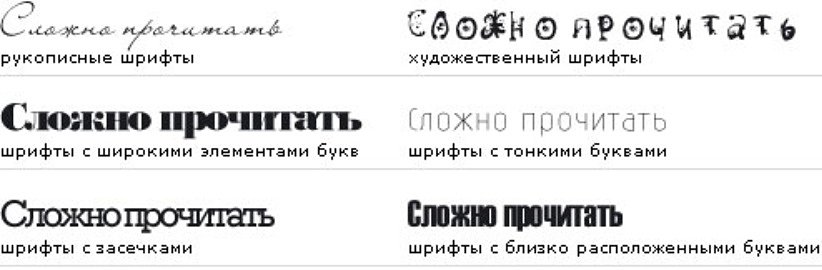 Сложно прочитать
рукописные шрифты
Сложно прочитать
художественный шрифты
Сложно прочитать
шрифты с широкими элементами букв
Сложно прочитать
шрифты с тонкими буквами
Сложно прочитать
шрифты с засечками
Сложно прочитать
шрифты с близко расположенными буквами